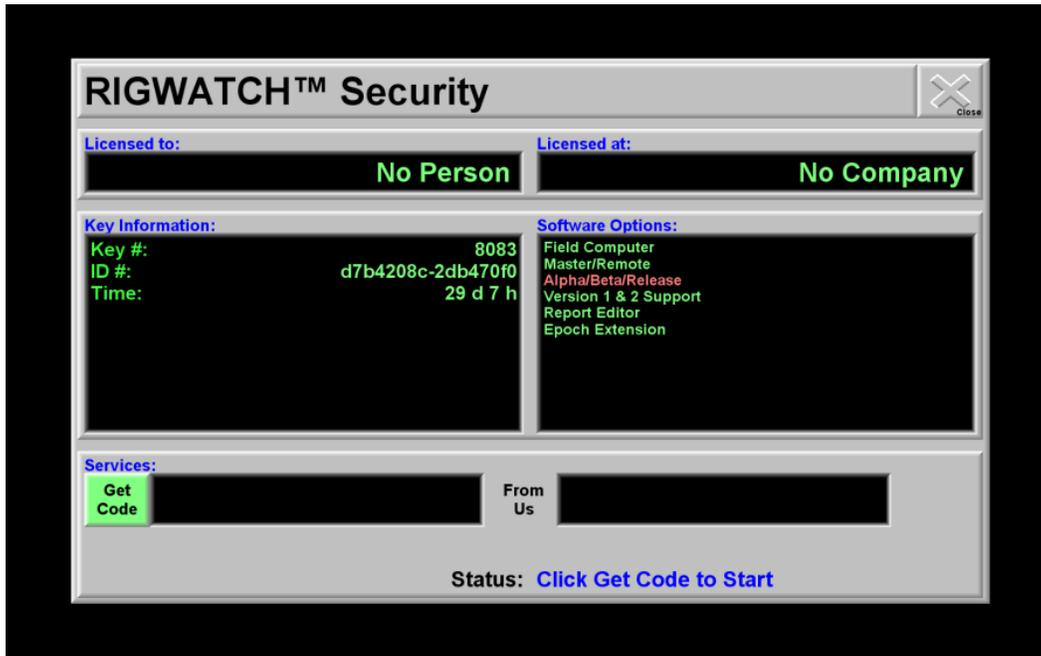 RIGWATCH™ Security
Close
Licensed to:
No Person
Licensed at:
No Company
Key Information:
Key #: 8083
ID #: d7b4208c-2db470f0
Time: 29 d 7 h
Software Options:
Field Computer
Master/Remote
Alpha/Beta/Release
Version 1 & 2 Support
Report Editor
Epoch Extension
Services:
Get
Code
From
Us
Status: Click Get Code to Start